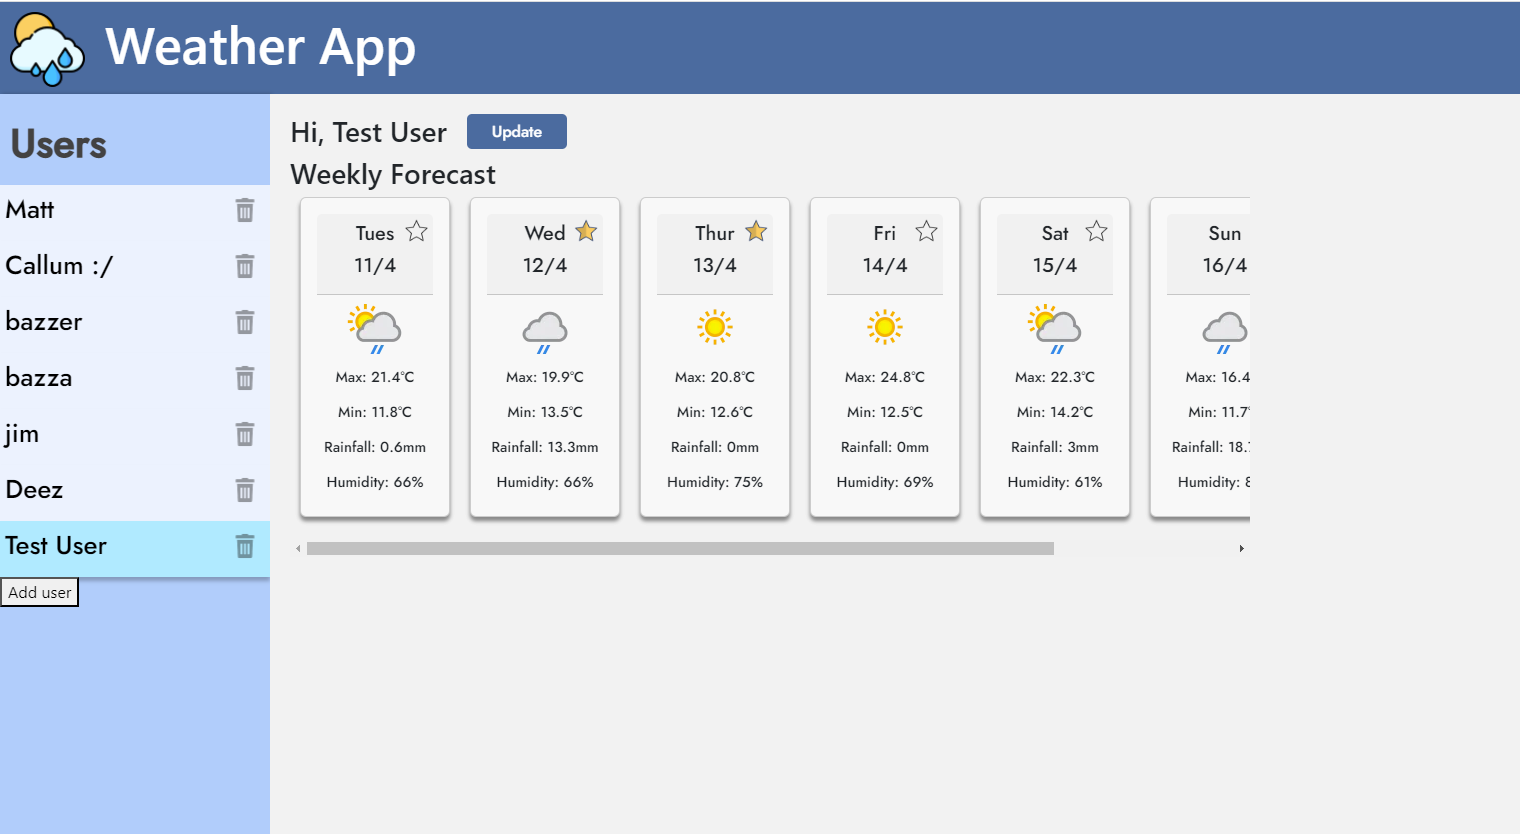 Weather App
Users
Matt
Callum :/
bazzer
bazza
jim
Deez
Test User
Add user
Hi, Test User
Update
Weekly Forecast
Tues
11/4
Max: 21.4°C
Min: 11.8°C
Rainfall: 0.6mm
Humidity: 66%
Wed
12/4
Max: 19.9°C
Min: 13.5°C
Rainfall: 13.3mm
Humidity: 66%
Thur
13/4
Max: 20.8°C
Min: 12.6°C
Rainfall: 0mm
Humidity: 75%
Fri
14/4
Max: 24.8°C
Min: 12.5°C
Rainfall: 0mm
Humidity: 69%
Sat
15/4
Max: 22.3°C
Min: 14.2°C
Rainfall: 3mm
Humidity: 61%
Sun
16/4
Max: 16.4
Min: 11.7°
Rainfall: 18.
Humidity: